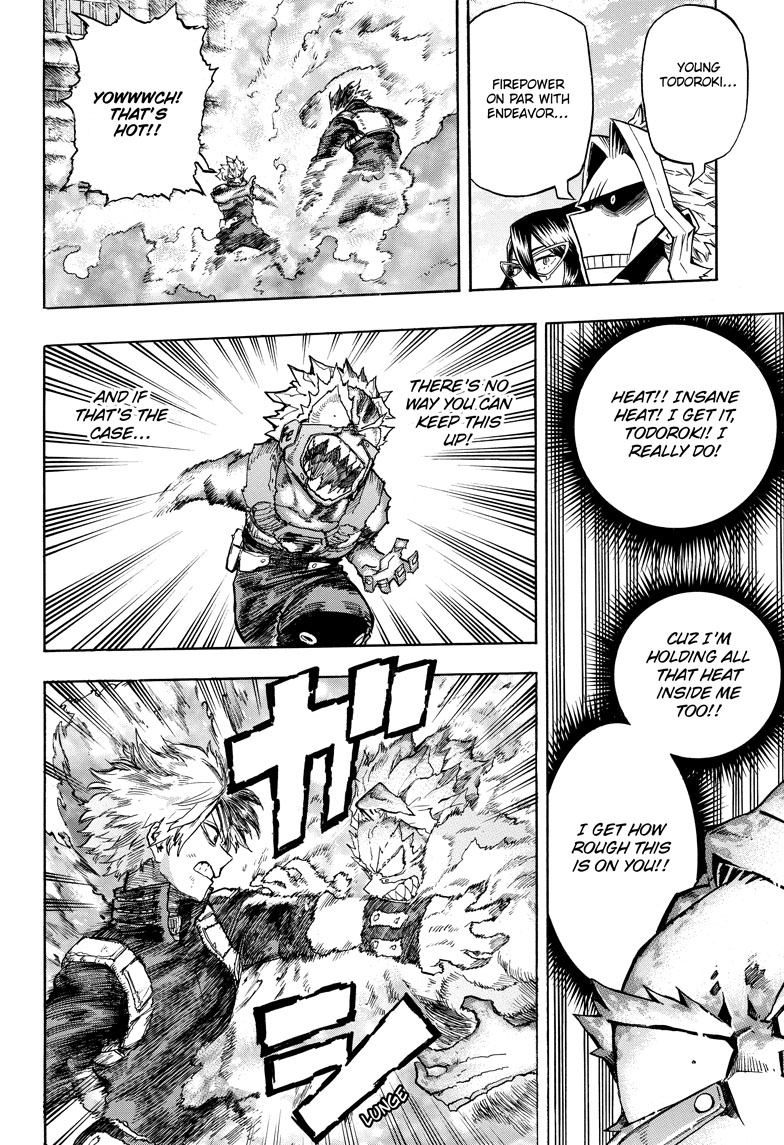 YOUNG
TODOROKI...
FIREPOWER
ON PAR WITH
ENDEAVOR...
YOWWWCH!
THAT'S
HOT!!
HEAT!! INSANE
HEAT! I GET IT,
TODOROKI! I
REALLY DO!
CUZ I'M
HOLDING ALL
THAT HEAT
INSIDE ME
TOO!!
I GET HOW
ROUGH THIS
IS ON YOU!!
THERE'S NO
WAY YOU CAN
KEEP THIS
UP!
AND IF
THAT'S THE
CASE...
ガシ
LUNGE